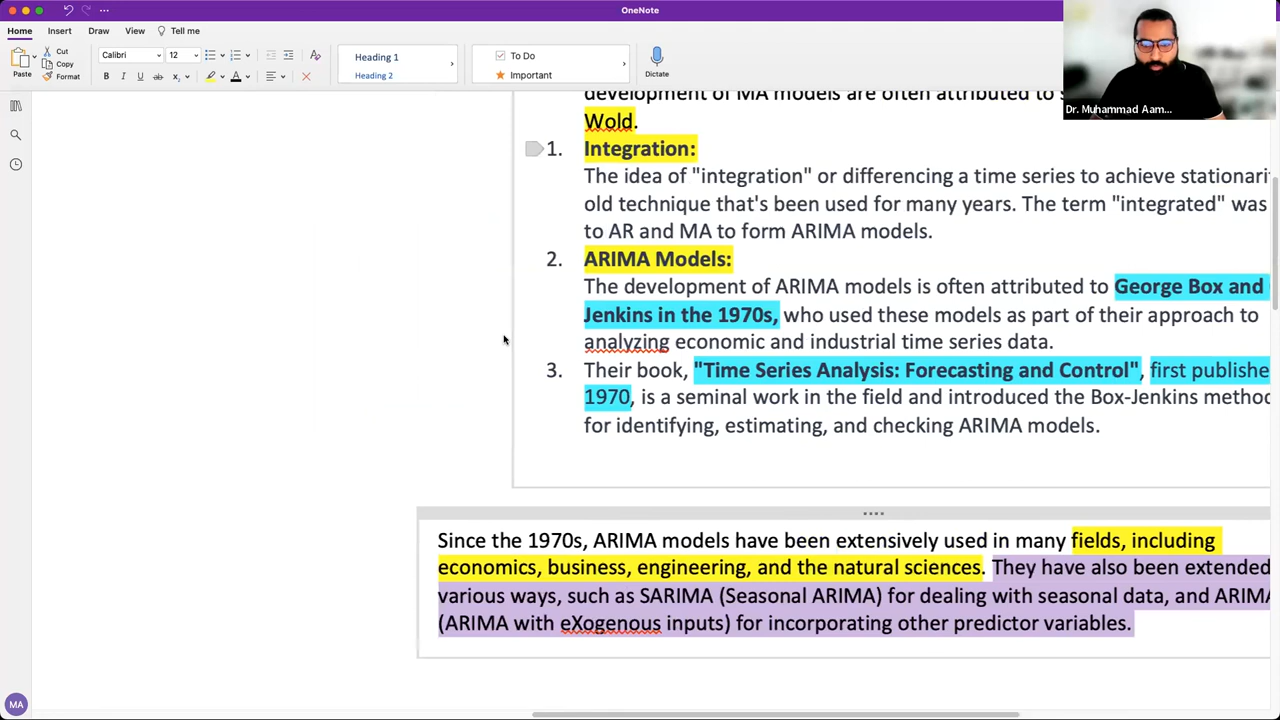 OneNote
Home Insert Draw View Tell me
Paste Cut Copy Format
Calibri 12
B I U ab x
Heading 1
Heading 2
To Do
Important
Dictate
Dr. Muhammad Aam...
development of MA models are often attributed to
Wold.
1. Integration:
The idea of "integration" or differencing a time series to achieve stationari
old technique that's been used for many years. The term "integrated" was
to AR and MA to form ARIMA models.
2. ARIMA Models:
The development of ARIMA models is often attributed to George Box and
Jenkins in the 1970s, who used these models as part of their approach to
analyzing economic and industrial time series data.
3. Their book, "Time Series Analysis: Forecasting and Control", first publishe
1970, is a seminal work in the field and introduced the Box-Jenkins metho
for identifying, estimating, and checking ARIMA models.
Since the 1970s, ARIMA models have been extensively used in many fields, including
economics, business, engineering, and the natural sciences. They have also been extended
various ways, such as SARIMA (Seasonal ARIMA) for dealing with seasonal data, and ARIMA
(ARIMA with eXogenous inputs) for incorporating other predictor variables.
MA